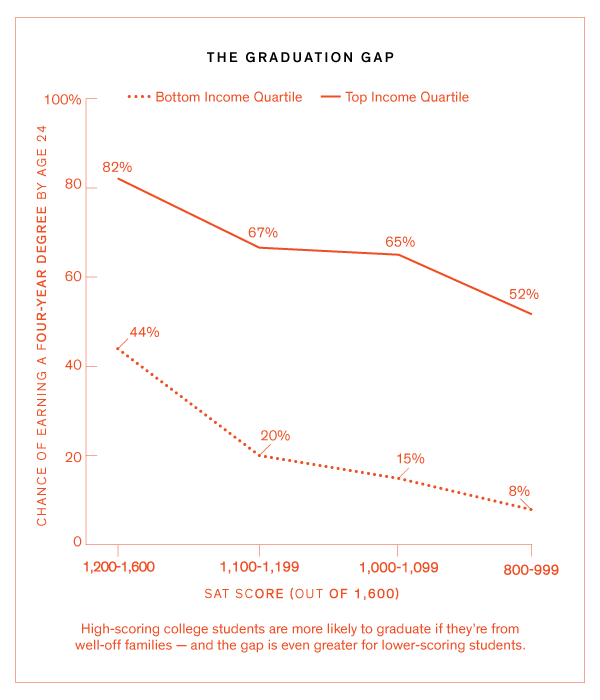 THE GRADUATION GAP
Bottom Income Quartile
Top Income Quartile
CHANCE OF EARNING A FOUR-YEAR DEGREE BY AGE 24
100%
80
60
40
20
0
82%
67%
65%
52%
44%
20%
15%
8%
1,200-1,600
1,100-1,199
1,000-1,099
800-999
SAT SCORE (OUT OF 1,600)
High-scoring college students are more likely to graduate if they're from
well-off families — and the gap is even greater for lower-scoring students.